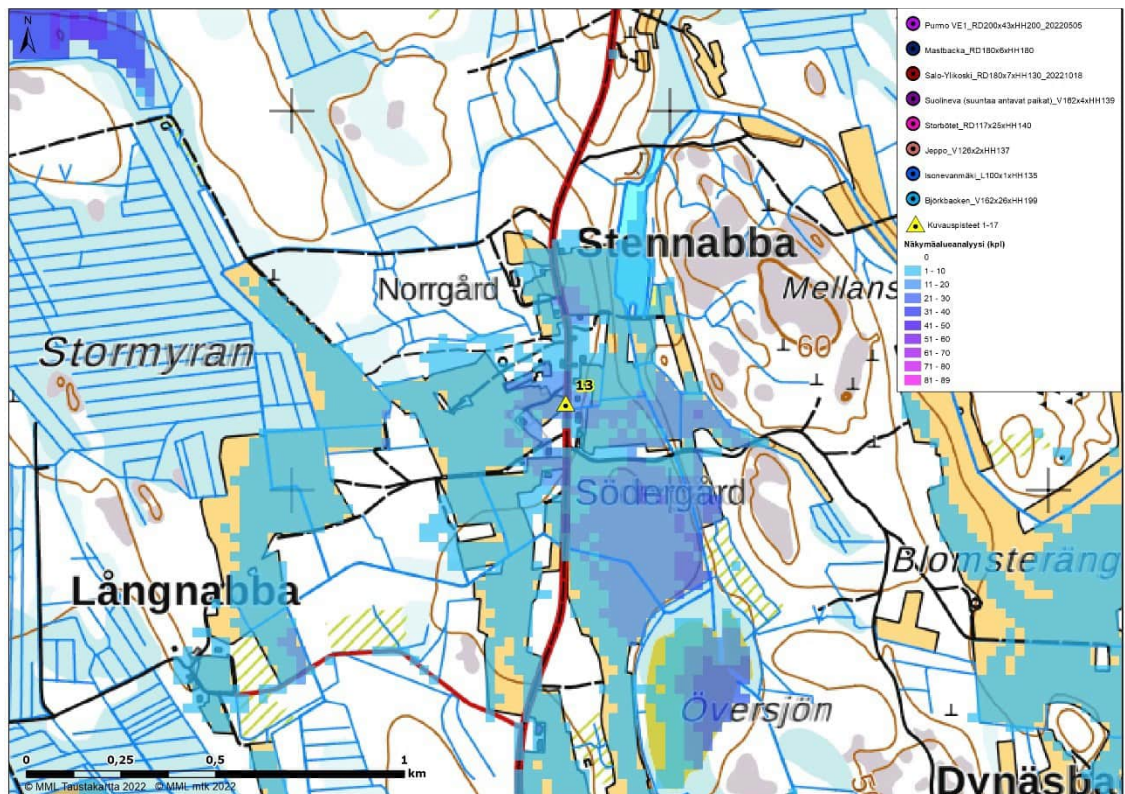 N
Purmo VE1_RD200x43xHH200_20220505
Mastbacka_RD180x6xHH180
Salo-Ylikoski_RD180x7xHH130_20221018
Suolineva (suuntaa antavat paikat)_V162x4xHH139
Storbötet_RD117x25xHH140
Jeppo_V126x2xHH137
Isonevanmäki_L100x1xHH135
Björkbacken_V162x26xHH199
Kuvauspisteet 1-17
Näkymäalueanalyysi (kpl)
0
1 - 10
11 - 20
21 - 30
31 - 40
41 - 50
51 - 60
61 - 70
71 - 80
81 - 89
Stennabba
Norrgård
Mellans
Stormyran
60
13
Södergård
Blomsteräng
Långnabba
Översjön
0 0,25 0,5 1
km
© MML Taustakartta 2022 © MML mtk 2022